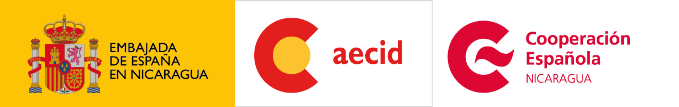 EMBAJADA
DE ESPAÑA
EN NICARAGUA
aecid
Cooperación
Española
NICARAGUA